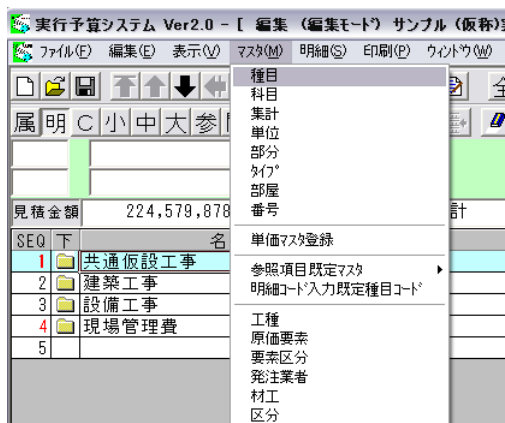 実行予算システム Ver2.0 - [ 編集 (編集ﾓｰﾄﾞ) サンプル (仮称)
ﾌｧｲﾙ(F) 編集(E) 表示(V) ﾏｽﾀ(M) 明細(S) 印刷(P) ｳｨﾝﾄﾞｳ(W)
属 明 C 小 中 大 参
種目
科目
集計
単位
部分
ﾀｲﾌﾟ
部屋
番号
単価ﾏｽﾀ登録
参照項目既定ﾏｽﾀ
明細ｺｰﾄﾞ入力既定種目ｺｰﾄﾞ
工種
原価要素
要素区分
発注業者
材工
区分
見積金額 224,579,878 計
SEQ 下 名
1 共通仮設工事
2 建築工事
3 設備工事
4 現場管理費
5